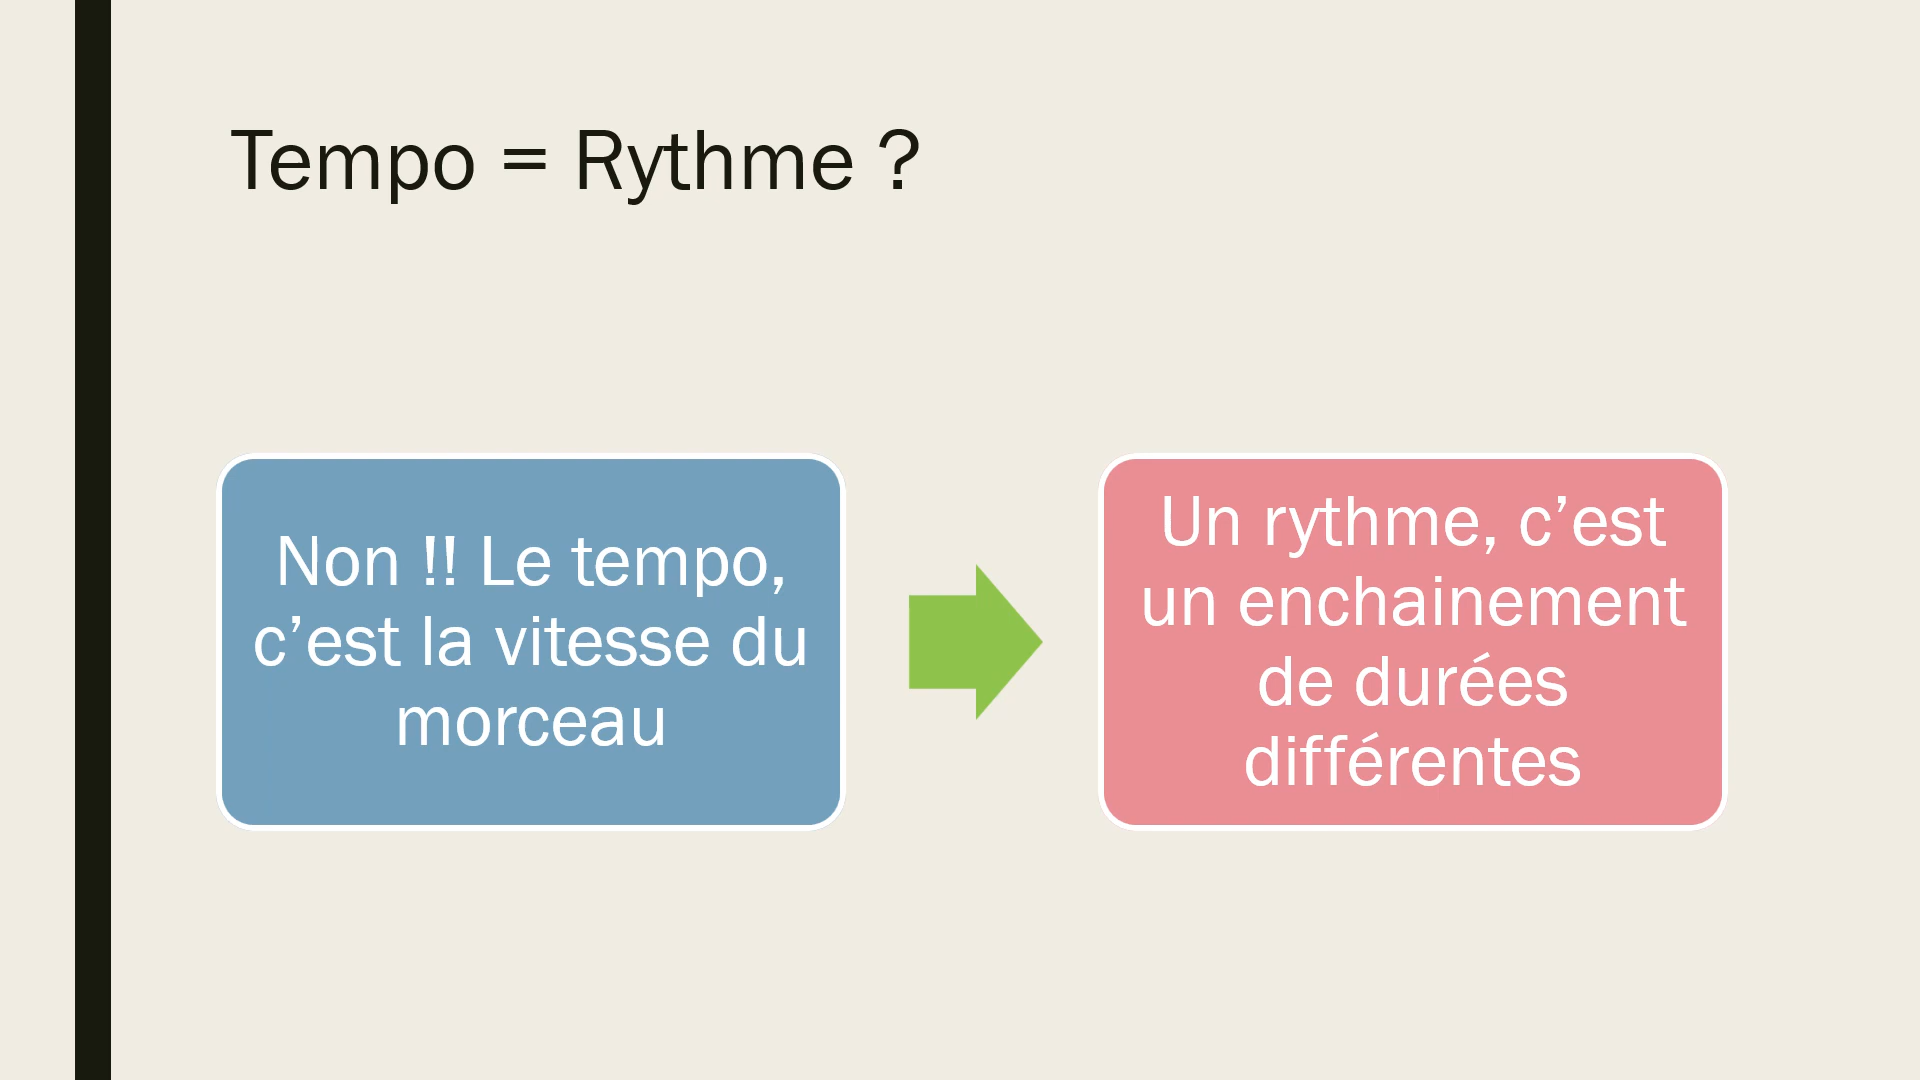 Tempo = Rythme ?
Non !! Le tempo,
c’est la vitesse du
morceau
Un rythme, c’est
un enchainement
de durées
différentes